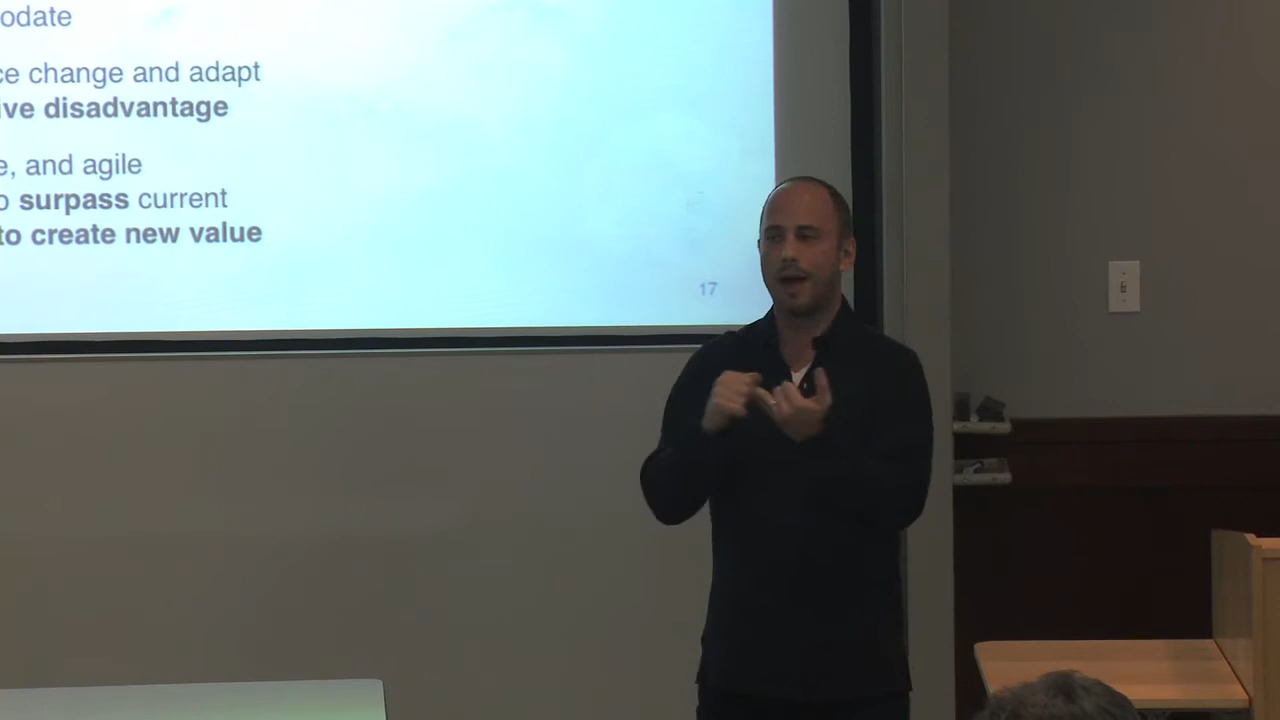 odate
ce change and adapt
ive disadvantage
e, and agile
o surpass current
to create new value
17